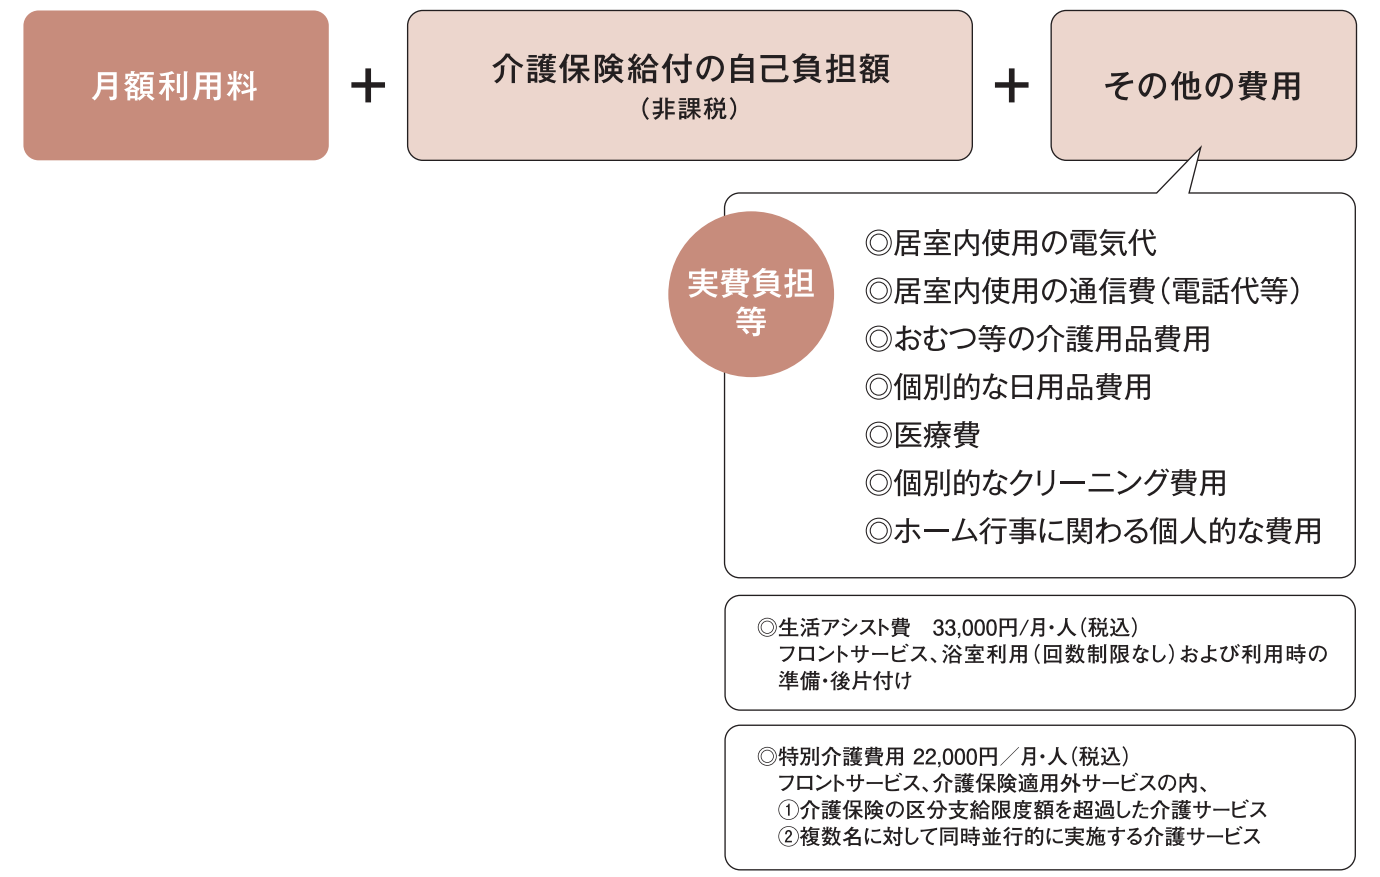 月額利用料
+
介護保険給付の自己負担額
（非課税）
+
その他の費用
実費負担
等
◎居室内使用の電気代
◎居室内使用の通信費（電話代等）
◎おむつ等の介護用品費用
◎個別的な日用品費用
◎医療費
◎個別的なクリーニング費用
◎ホーム行事に関わる個人的な費用
◎生活アシスト費　33,000円/月・人（税込）
フロントサービス、浴室利用（回数制限なし）および利用時の
準備・後片付け
◎特別介護費用 22,000円／月・人（税込）
フロントサービス、介護保険適用外サービスの内、
①介護保険の区分支給限度額を超過した介護サービス
②複数名に対して同時並行的に実施する介護サービス